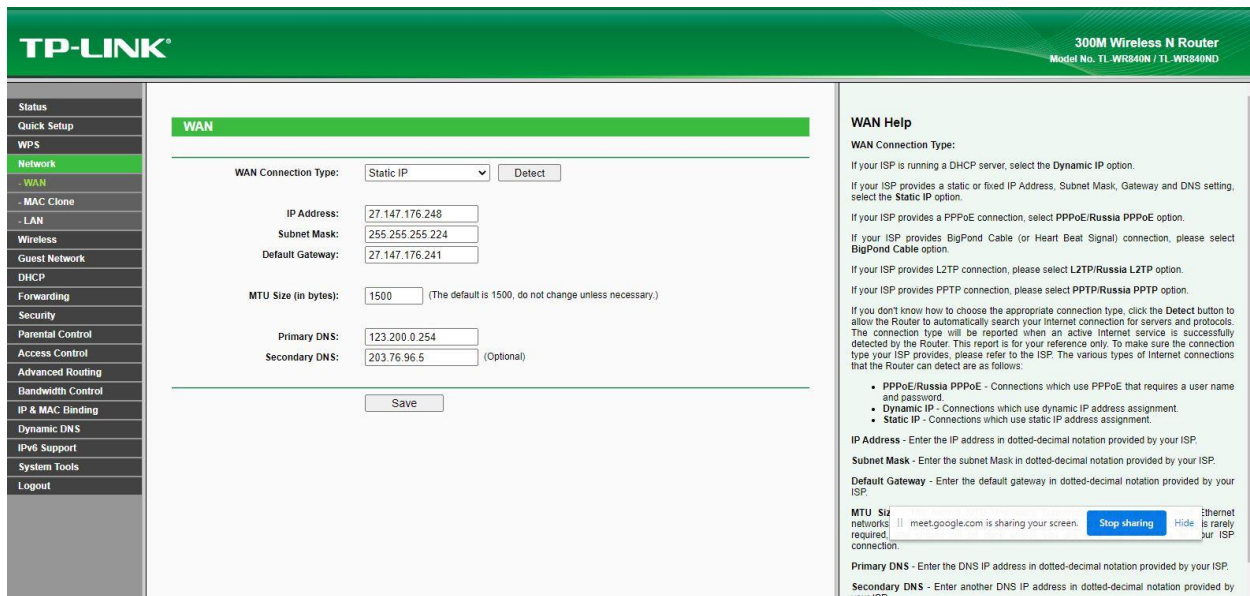 TP-LINK®
300M Wireless N Router
Model No. TL-WR840N / TL-WR840ND
Status
Quick Setup
WPS
Network
- WAN
- MAC Clone
- LAN
Wireless
Guest Network
DHCP
Forwarding
Security
Parental Control
Access Control
Advanced Routing
Bandwidth Control
IP & MAC Binding
Dynamic DNS
IPv6 Support
System Tools
Logout
WAN
WAN Connection Type: Static IP Detect
IP Address: 27.147.176.248
Subnet Mask: 255.255.255.224
Default Gateway: 27.147.176.241
MTU Size (in bytes): 1500 (The default is 1500, do not change unless necessary.)
Primary DNS: 123.200.0.254
Secondary DNS: 203.76.96.5 (Optional)
Save
WAN Help
WAN Connection Type:
If your ISP is running a DHCP server, select the Dynamic IP option.
If your ISP provides a static or fixed IP Address, Subnet Mask, Gateway and DNS setting,
select the Static IP option.
If your ISP provides a PPPoE connection, select PPPoE/Russia PPPoE option.
If your ISP provides BigPond Cable (or Heart Beat Signal) connection, please select
BigPond Cable option.
If your ISP provides L2TP connection, please select L2TP/Russia L2TP option.
If your ISP provides PPTP connection, please select PPTP/Russia PPTP option.
If you don't know how to choose the appropriate connection type, click the Detect button to
allow the Router to automatically search your Internet connection for servers and protocols.
The connection type will be reported when an active Internet service is successfully
detected by the Router. This report is for your reference only. To make sure the connection
type your ISP provides, please refer to the ISP. The various types of Internet connections
that the Router can detect are as follows:
• PPPoE/Russia PPPoE - Connections which use PPPoE that requires a user name
and password.
• Dynamic IP - Connections which use dynamic IP address assignment.
• Static IP - Connections which use static IP address assignment.
IP Address - Enter the IP address in dotted-decimal notation provided by your ISP.
Subnet Mask - Enter the subnet Mask in dotted-decimal notation provided by your ISP.
Default Gateway - Enter the default gateway in dotted-decimal notation provided by your
ISP.
MTU Siz Ethernet
networks is rarely
required, our ISP
connection.
meet.google.com is sharing your screen. Stop sharing Hide
Primary DNS - Enter the DNS IP address in dotted-decimal notation provided by your ISP.
Secondary DNS - Enter another DNS IP address in dotted-decimal notation provided by